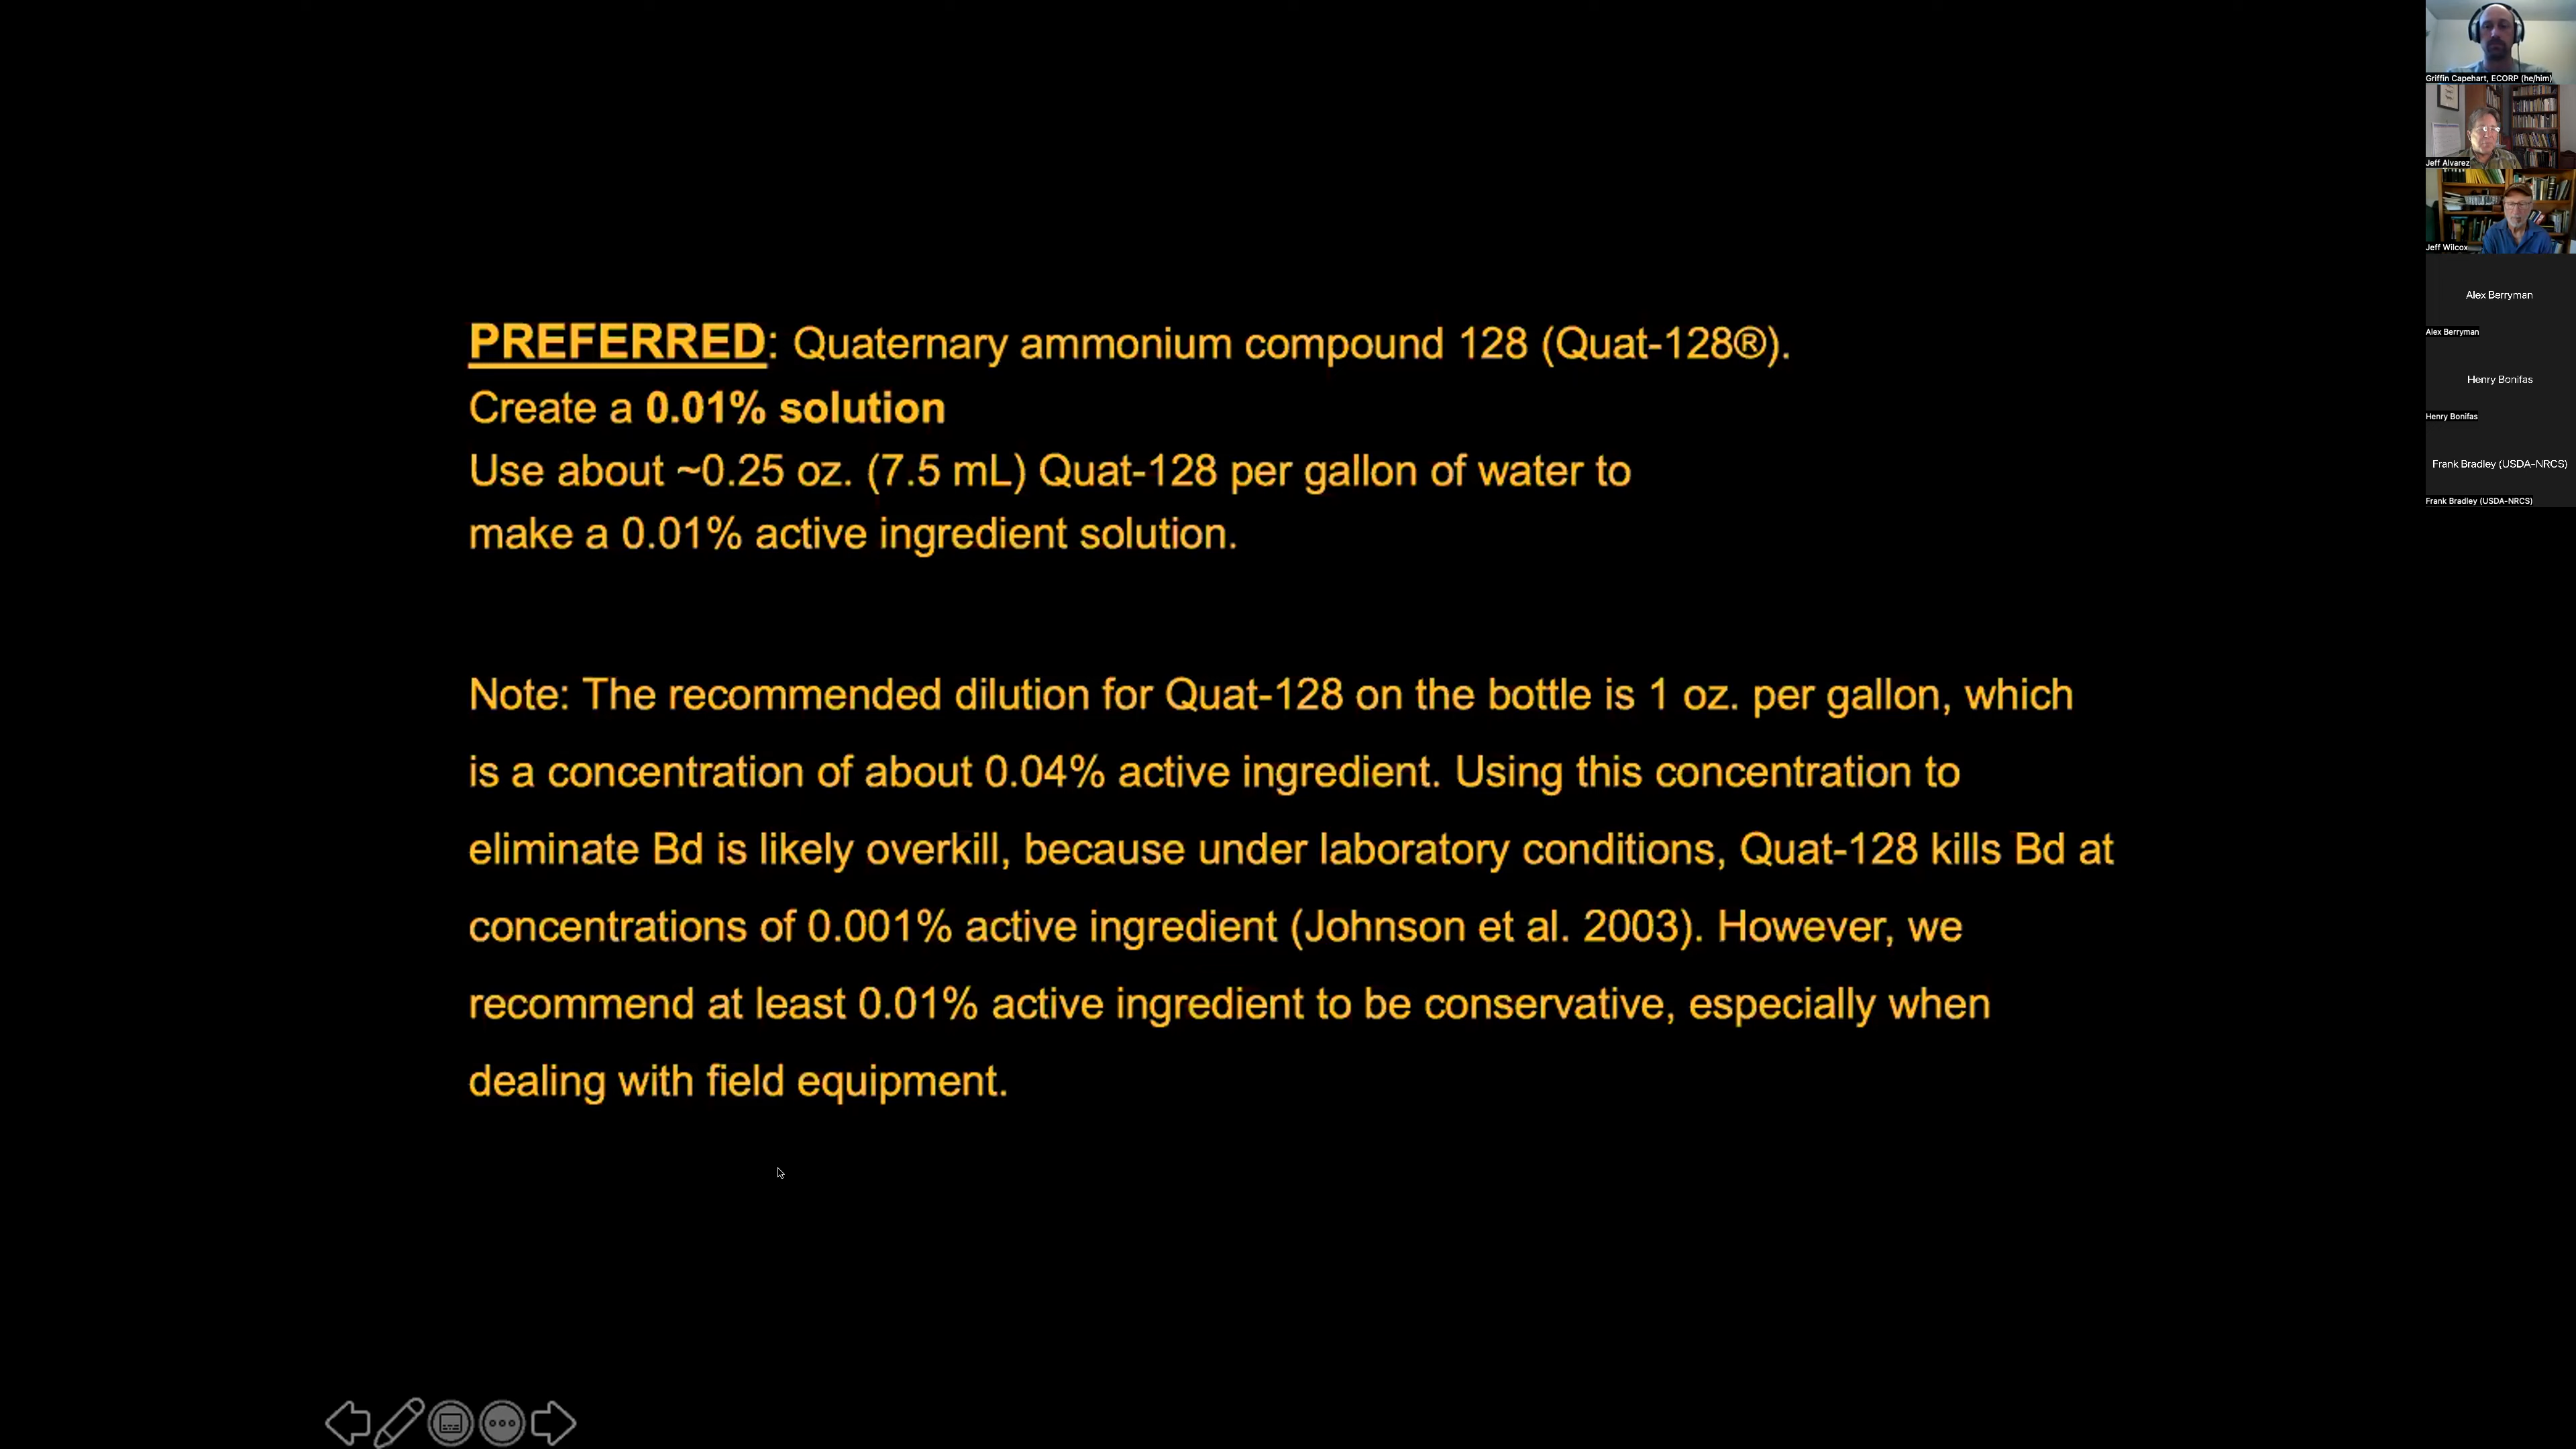 PREFERRED: Quaternary ammonium compound 128 (Quat-128®).
Create a 0.01% solution
Use about ~0.25 oz. (7.5 mL) Quat-128 per gallon of water to
make a 0.01% active ingredient solution.
Note: The recommended dilution for Quat-128 on the bottle is 1 oz. per gallon, which
is a concentration of about 0.04% active ingredient. Using this concentration to
eliminate Bd is likely overkill, because under laboratory conditions, Quat-128 kills Bd at
concentrations of 0.001% active ingredient (Johnson et al. 2003). However, we
recommend at least 0.01% active ingredient to be conservative, especially when
dealing with field equipment.
Griffin Capehart, ECORP (he/him)
Jeff Alvarez
Jeff Wilcox
Alex Berryman
Alex Berryman
Henry Bonifas
Henry Bonifas
Frank Bradley (USDA-NRCS)
Frank Bradley (USDA-NRCS)